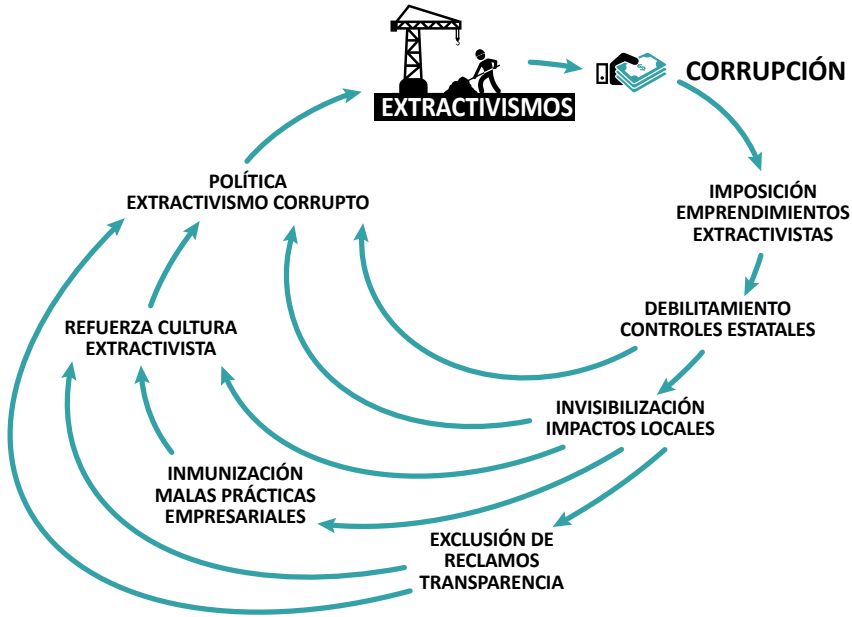 EXTRACTIVISMOS
CORRUPCIÓN
IMPOSICIÓN
EMPRENDIMIENTOS
EXTRACTIVISTAS
DEBILITAMIENTO
CONTROLES ESTATALES
INVISIBILIZACIÓN
IMPACTOS LOCALES
EXCLUSIÓN DE
RECLAMOS
TRANSPARENCIA
INMUNIZACIÓN
MALAS PRÁCTICAS
EMPRESARIALES
REFUERZA CULTURA
EXTRACTIVISTA
POLÍTICA
EXTRACTIVISMO CORRUPTO